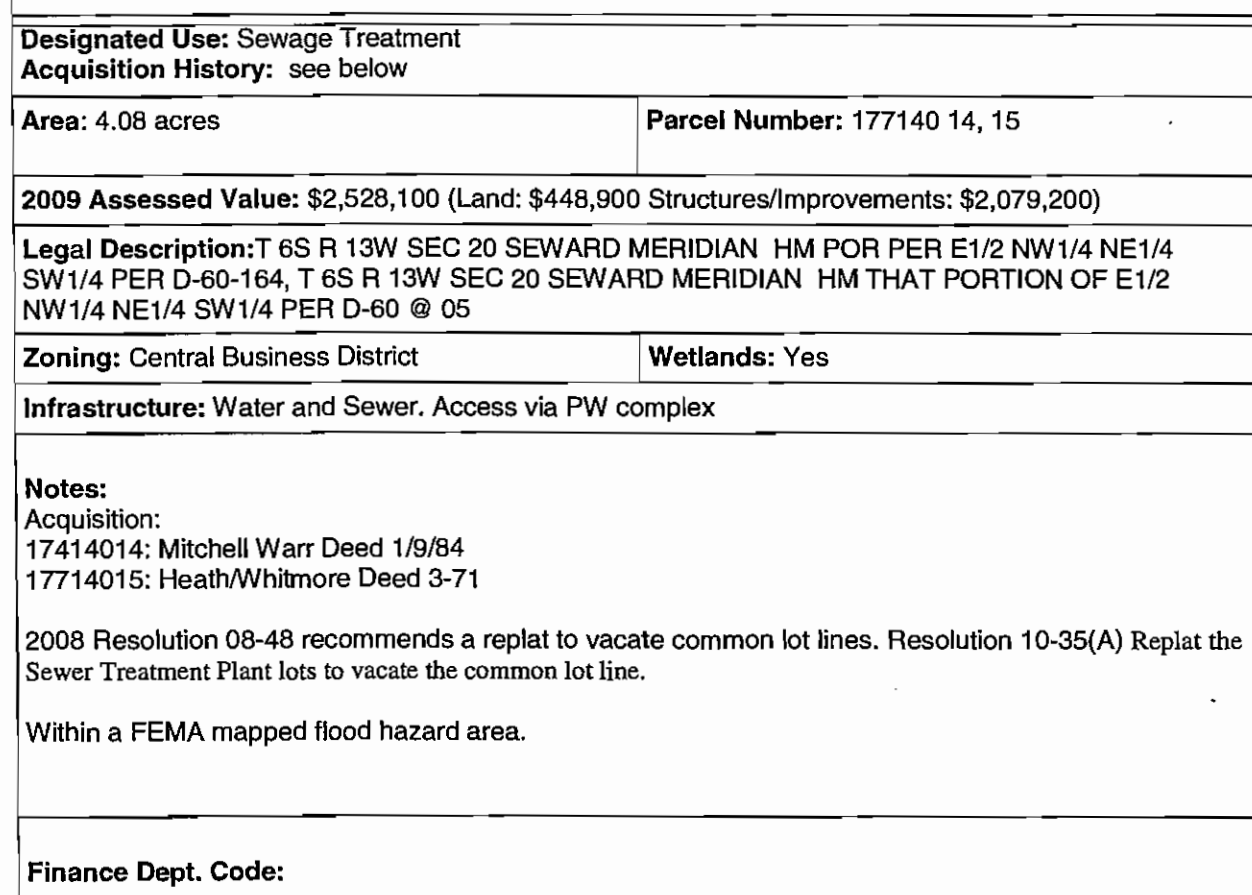 Designated Use: Sewage Treatment
Acquisition History: see below
Area: 4.08 acres
Parcel Number: 177140 14, 15
2009 Assessed Value: $2,528,100 (Land: $448,900 Structures/Improvements: $2,079,200)
Legal Description:T 6S R 13W SEC 20 SEWARD MERIDIAN HM POR PER E1/2 NW1/4 NE1/4
SW1/4 PER D-60-164, T 6S R 13W SEC 20 SEWARD MERIDIAN HM THAT PORTION OF E1/2
NW1/4 NE1/4 SW1/4 PER D-60 @ 05
Zoning: Central Business District
Wetlands: Yes
Infrastructure: Water and Sewer. Access via PW complex
Notes:
Acquisition:
17414014: Mitchell Warr Deed 1/9/84
17714015: Heath/Whitmore Deed 3-71
2008 Resolution 08-48 recommends a replat to vacate common lot lines. Resolution 10-35(A) Replat the
Sewer Treatment Plant lots to vacate the common lot line.
Within a FEMA mapped flood hazard area.
Finance Dept. Code: